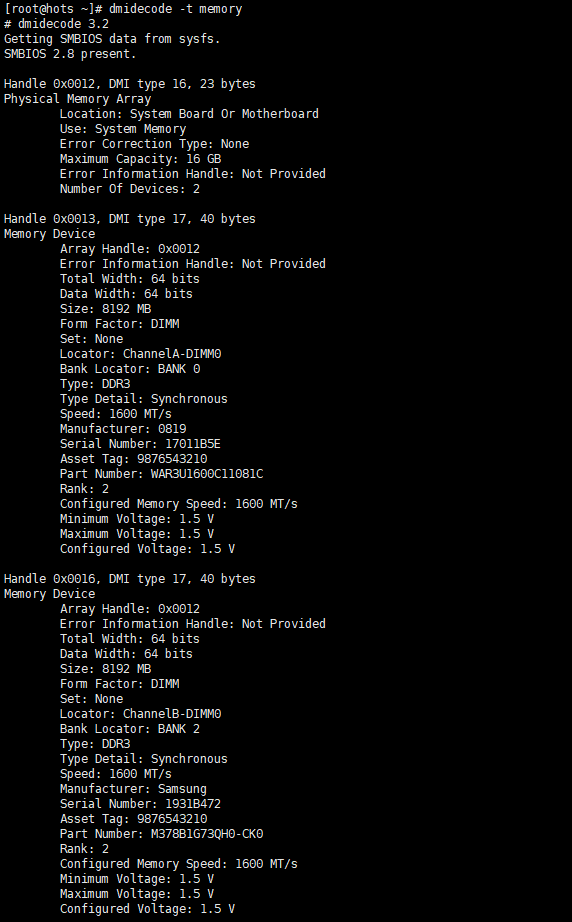 [root@hots ~]# dmidecode -t memory
# dmidecode 3.2
Getting SMBIOS data from sysfs.
SMBIOS 2.8 present.

Handle 0x0012, DMI type 16, 23 bytes
Physical Memory Array
        Location: System Board Or Motherboard
        Use: System Memory
        Error Correction Type: None
        Maximum Capacity: 16 GB
        Error Information Handle: Not Provided
        Number Of Devices: 2

Handle 0x0013, DMI type 17, 40 bytes
Memory Device
        Array Handle: 0x0012
        Error Information Handle: Not Provided
        Total Width: 64 bits
        Data Width: 64 bits
        Size: 8192 MB
        Form Factor: DIMM
        Set: None
        Locator: ChannelA-DIMM0
        Bank Locator: BANK 0
        Type: DDR3
        Type Detail: Synchronous
        Speed: 1600 MT/s
        Manufacturer: 0819
        Serial Number: 17011B5E
        Asset Tag: 9876543210
        Part Number: WAR3U1600C11081C
        Rank: 2
        Configured Memory Speed: 1600 MT/s
        Minimum Voltage: 1.5 V
        Maximum Voltage: 1.5 V
        Configured Voltage: 1.5 V

Handle 0x0016, DMI type 17, 40 bytes
Memory Device
        Array Handle: 0x0012
        Error Information Handle: Not Provided
        Total Width: 64 bits
        Data Width: 64 bits
        Size: 8192 MB
        Form Factor: DIMM
        Set: None
        Locator: ChannelB-DIMM0
        Bank Locator: BANK 2
        Type: DDR3
        Type Detail: Synchronous
        Speed: 1600 MT/s
        Manufacturer: Samsung
        Serial Number: 1931B472
        Asset Tag: 9876543210
        Part Number: M378B1G73QH0-CK0
        Rank: 2
        Configured Memory Speed: 1600 MT/s
        Minimum Voltage: 1.5 V
        Maximum Voltage: 1.5 V
        Configured Voltage: 1.5 V